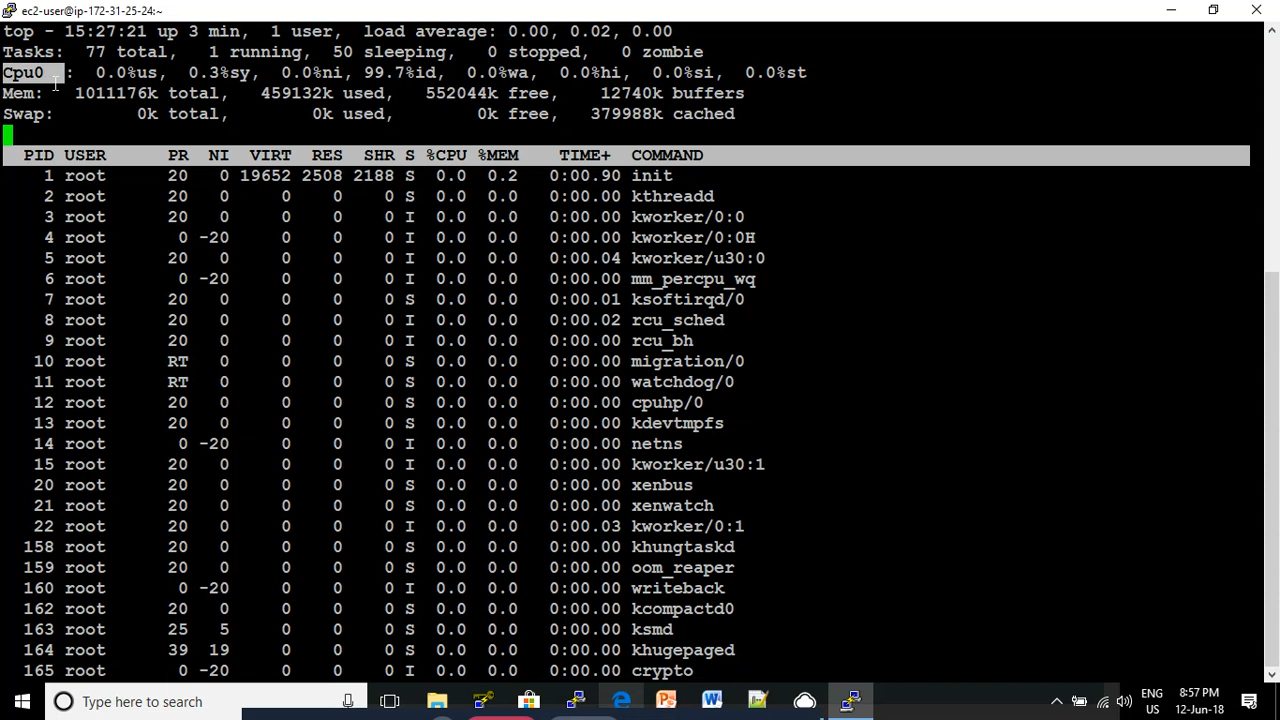 ec2-user@ip-172-31-25-24:~
top - 15:27:21 up 3 min,  1 user,  load average: 0.00, 0.02, 0.00
Tasks:  77 total,   1 running,  50 sleeping,   0 stopped,   0 zombie
Cpu0  :  0.0%us,  0.3%sy,  0.0%ni, 99.7%id,  0.0%wa,  0.0%hi,  0.0%si,  0.0%st
Mem:   1011176k total,   459132k used,   552044k free,    12740k buffers
Swap:        0k total,        0k used,        0k free,   379988k cached
PID USER      PR  NI  VIRT  RES  SHR S %CPU %MEM    TIME+  COMMAND
1 root      20   0 19652 2508 2188 S  0.0  0.2   0:00.90 init
2 root      20   0     0    0    0 S  0.0  0.0   0:00.00 kthreadd
3 root      20   0     0    0    0 I  0.0  0.0   0:00.00 kworker/0:0
4 root       0 -20     0    0    0 I  0.0  0.0   0:00.00 kworker/0:0H
5 root      20   0     0    0    0 I  0.0  0.0   0:00.04 kworker/u30:0
6 root       0 -20     0    0    0 I  0.0  0.0   0:00.00 mm_percpu_wq
7 root      20   0     0    0    0 S  0.0  0.0   0:00.01 ksoftirqd/0
8 root      20   0     0    0    0 I  0.0  0.0   0:00.02 rcu_sched
9 root      20   0     0    0    0 I  0.0  0.0   0:00.00 rcu_bh
10 root      RT   0     0    0    0 S  0.0  0.0   0:00.00 migration/0
11 root      RT   0     0    0    0 S  0.0  0.0   0:00.00 watchdog/0
12 root      20   0     0    0    0 S  0.0  0.0   0:00.00 cpuhp/0
13 root      20   0     0    0    0 S  0.0  0.0   0:00.00 kdevtmpfs
14 root       0 -20     0    0    0 I  0.0  0.0   0:00.00 netns
15 root      20   0     0    0    0 I  0.0  0.0   0:00.00 kworker/u30:1
20 root      20   0     0    0    0 S  0.0  0.0   0:00.00 xenbus
21 root      20   0     0    0    0 S  0.0  0.0   0:00.00 xenwatch
22 root      20   0     0    0    0 I  0.0  0.0   0:00.03 kworker/0:1
158 root      20   0     0    0    0 S  0.0  0.0   0:00.00 khungtaskd
159 root      20   0     0    0    0 S  0.0  0.0   0:00.00 oom_reaper
160 root       0 -20     0    0    0 I  0.0  0.0   0:00.00 writeback
162 root      20   0     0    0    0 S  0.0  0.0   0:00.00 kcompactd0
163 root      25   5     0    0    0 S  0.0  0.0   0:00.00 ksmd
164 root      39  19     0    0    0 S  0.0  0.0   0:00.00 khugepaged
165 root       0 -20     0    0    0 I  0.0  0.0   0:00.00 crypto
Type here to search
ENG 8:57 PM
US 12-Jun-18